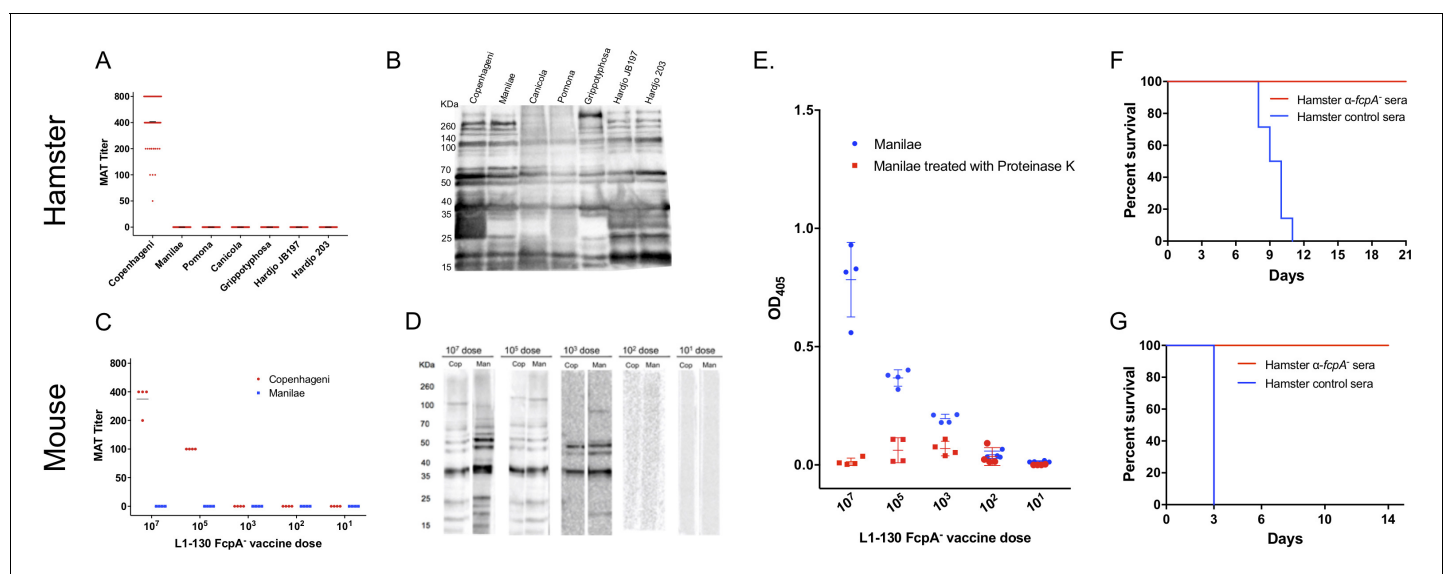 Hamster
A
MAT Titer
800
400
200
100
50
0
Copenhageni
Manilae
Pomona
Canicola
Grippotyphosa
Hardjo JB197
Hardjo 203
B
Copenhageni
Manilae
Canicola
Pomona
Grippotyphosa
Hardjo JB197
Hardjo 203
KDa
260
140
100
70
50
40
35
25
15
Mouse
C
MAT Titer
800
400
200
100
50
0
Copenhageni
Manilae
10⁷ 10⁵ 10³ 10² 10¹
L1-130 FcpA⁻ vaccine dose
D
10⁷ dose 10⁵ dose 10³ dose 10² dose 10¹ dose
KDa Cop Man Cop Man Cop Man Cop Man Cop Man
260
100
70
50
40
35
25
15
E.
OD₄₀₅
1.5
1.0
0.5
0.0
Manilae
Manilae treated with Proteinase K
10⁷ 10⁵ 10³ 10² 10¹
L1-130 FcpA⁻ vaccine dose
F
Percent survival
100
80
60
40
20
0
Hamster α-fcpA⁻ sera
Hamster control sera
0 3 6 9 12 15 18 21
Days
G
Percent survival
100
80
60
40
20
0
Hamster α-fcpA⁻ sera
Hamster control sera
0 3 6 10 14
Days